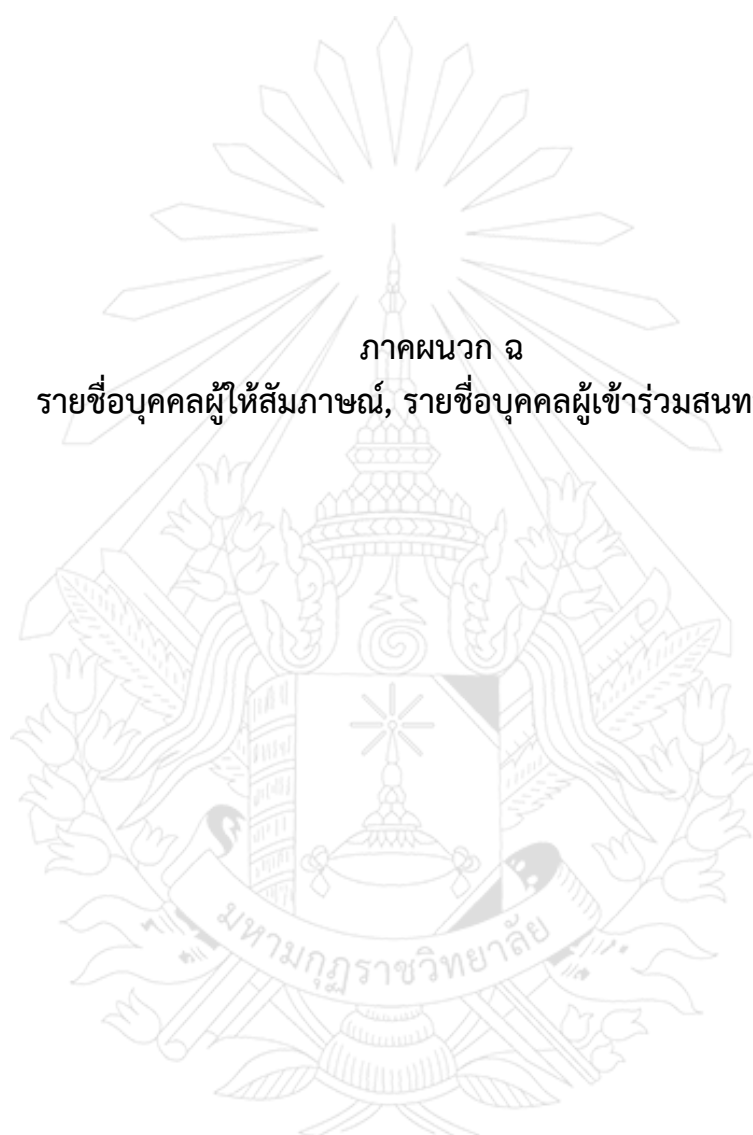 ภาคผนวก ฉ
รายชื่อบุคคลผู้ให้สัมภาษณ์, รายชื่อบุคคลผู้เข้าร่วมสนท
มหามกุฏราชวิทยาลัย